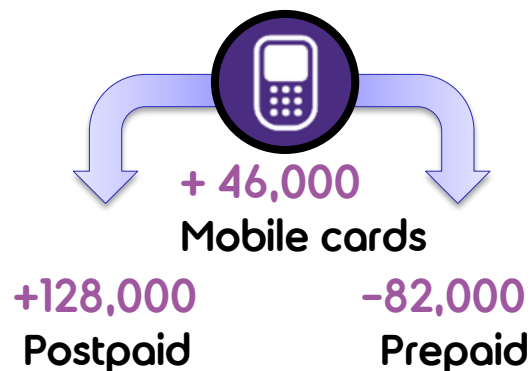 + 46,000
Mobile cards
+128,000
Postpaid
-82,000
Prepaid